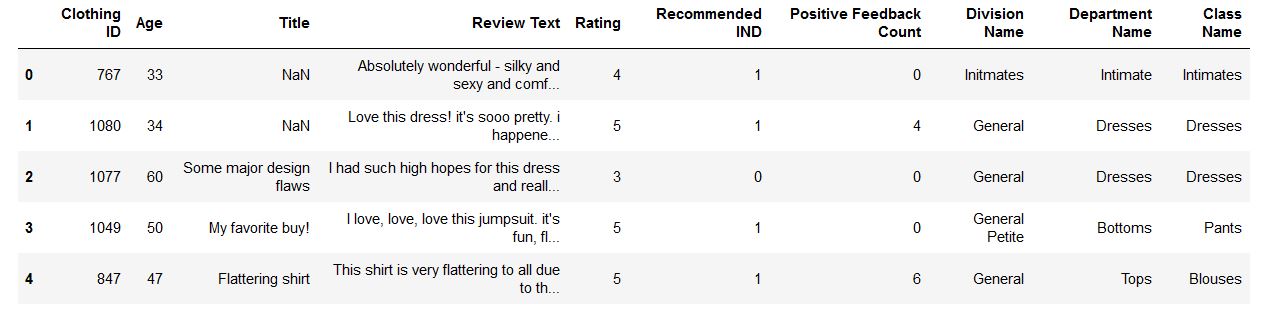 Clothing ID Age Title Review Text Rating Recommended IND Positive Feedback Count Division Name Department Name Class Name
0 767 33 NaN Absolutely wonderful - silky and sexy and comf... 4 1 0 Initmates Intimate Intimates
1 1080 34 NaN Love this dress! it's sooo pretty. i happene... 5 1 4 General Dresses Dresses
2 1077 60 Some major design flaws I had such high hopes for this dress and reall... 3 0 0 General Dresses Dresses
3 1049 50 My favorite buy! I love, love, love this jumpsuit. it's fun, fl... 5 1 0 General Petite Bottoms Pants
4 847 47 Flattering shirt This shirt is very flattering to all due to th... 5 1 6 General Tops Blouses